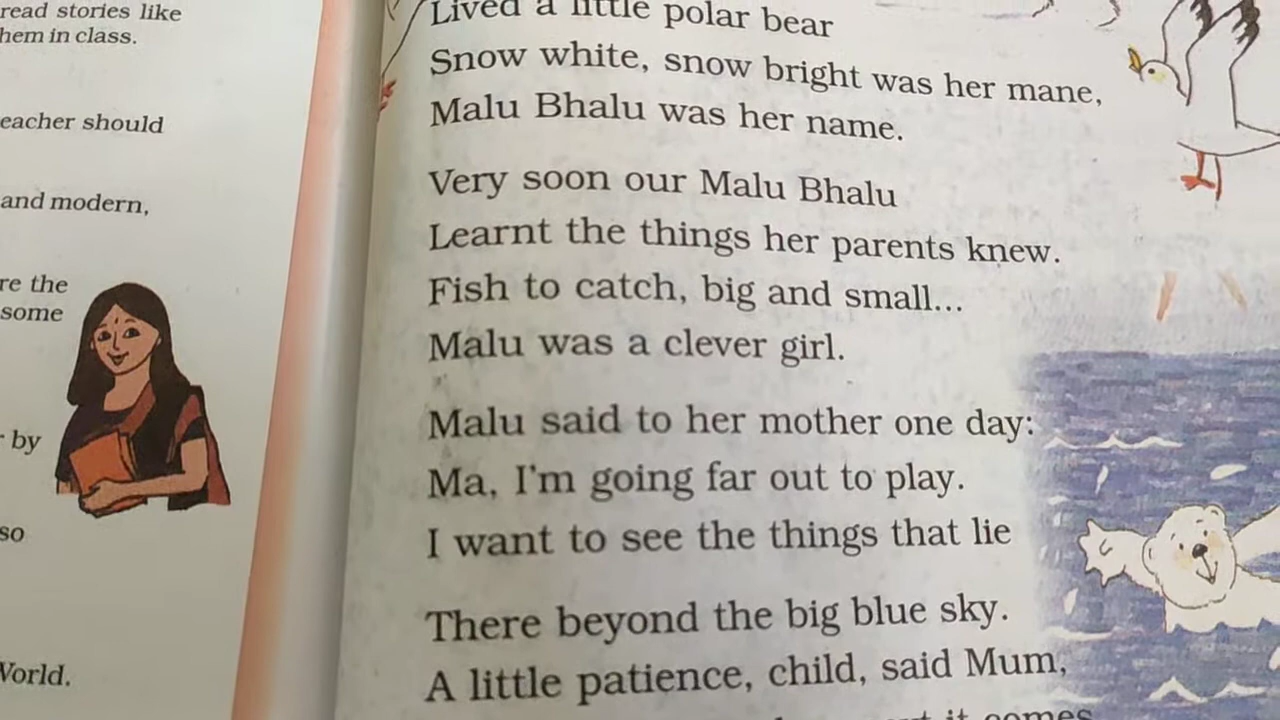 read stories like
hem in class.
eacher should
and modern,
re the
some
by
so
World.
Lived a little polar bear
Snow white, snow bright was her mane,
Malu Bhalu was her name.
Very soon our Malu Bhalu
Learnt the things her parents knew.
Fish to catch, big and small...
Malu was a clever girl.
Malu said to her mother one day:
Ma, I'm going far out to play.
I want to see the things that lie
There beyond the big blue sky.
A little patience, child, said Mum,
it comes